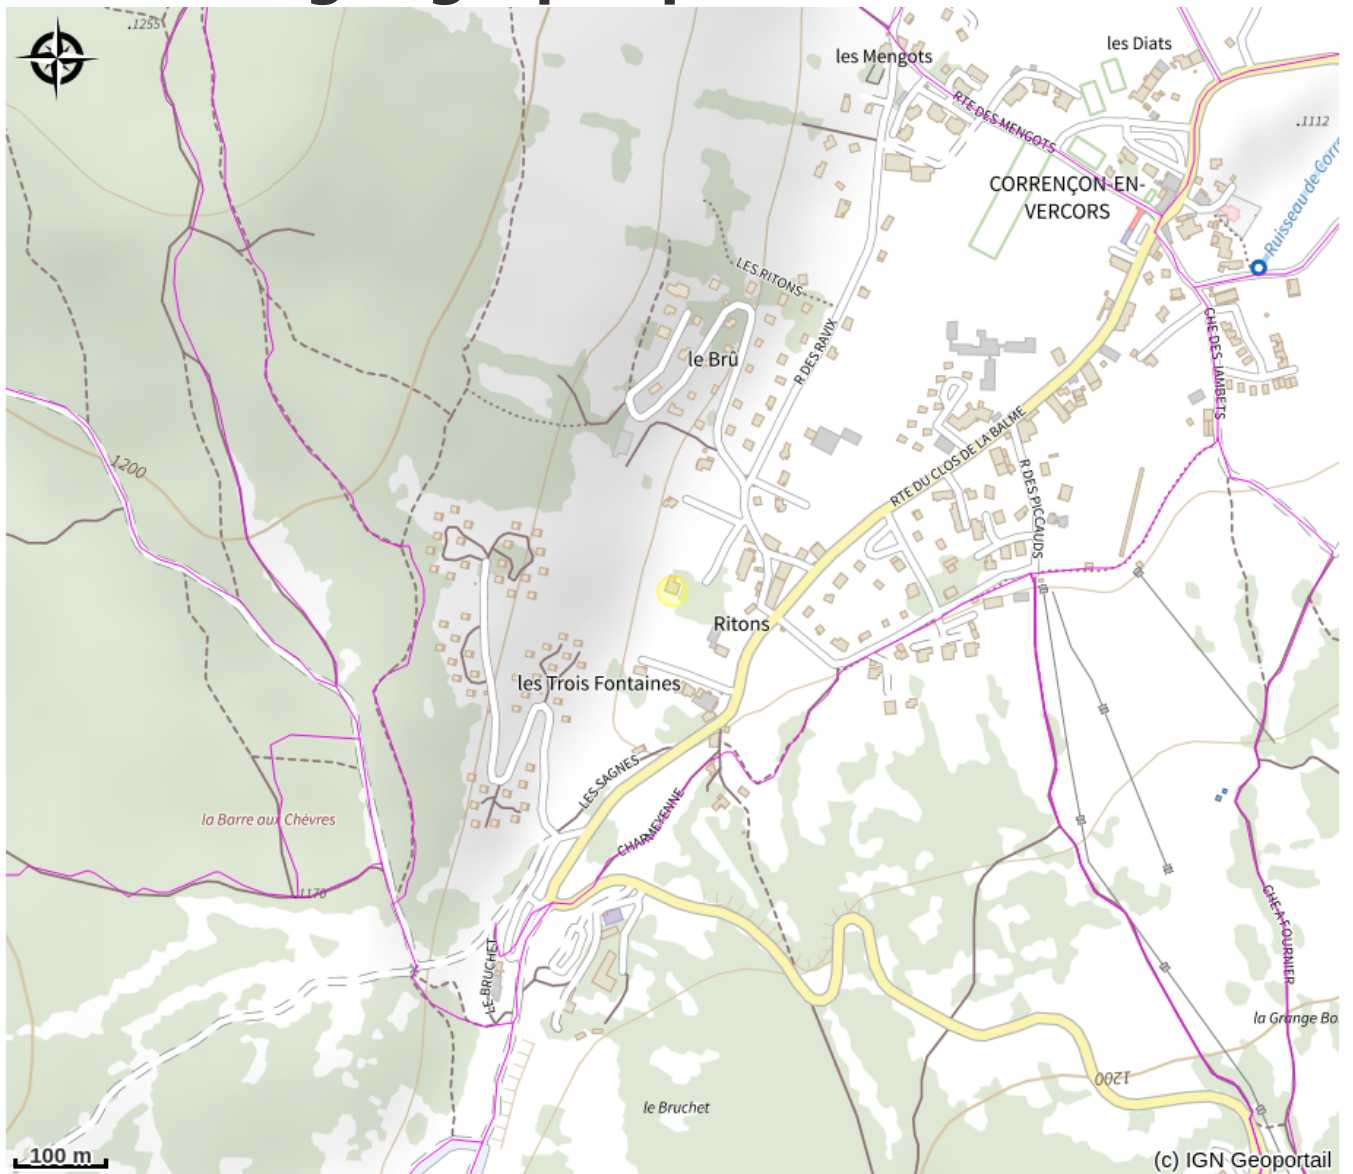 .1255
les Mengots
les Diats
RTE DES MENGOTS
.1112
CORRENÇON-EN-
VERCORS
Ruisseau de Corre
LES RITONS
R DES RAVIX
le Brû
CHE DES JAMBETS
1200
RTE DU CLOS DE LA BALME
R DES PICCAUDS
Ritons
les Trois Fontaines
LES SAGNES
la Barre aux Chèvres
CHARMEYENNE
1170
CHE A FOURNIER
LE BRUCHET
la Grange Bo
1200
le Bruchet
100 m
(c) IGN Geoportail